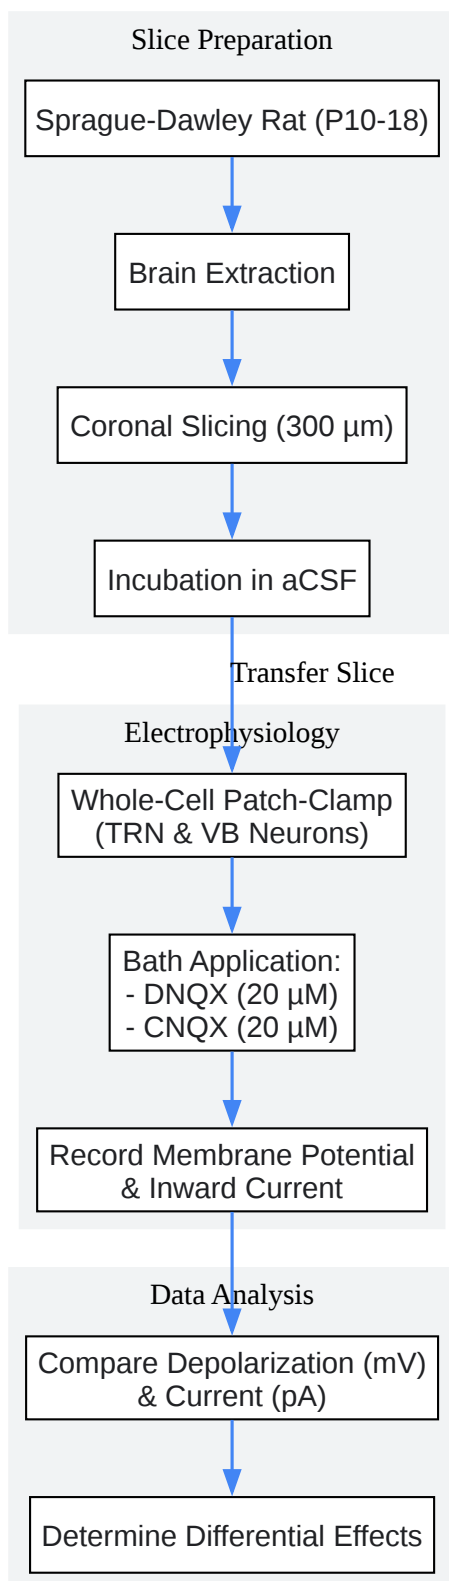 Slice Preparation
Sprague-Dawley Rat (P10-18)
Brain Extraction
Coronal Slicing (300 µm)
Incubation in aCSF
Transfer Slice
Electrophysiology
Whole-Cell Patch-Clamp
(TRN & VB Neurons)
Bath Application:
- DNQX (20 µM)
- CNQX (20 µM)
Record Membrane Potential
& Inward Current
Data Analysis
Compare Depolarization (mV)
& Current (pA)
Determine Differential Effects